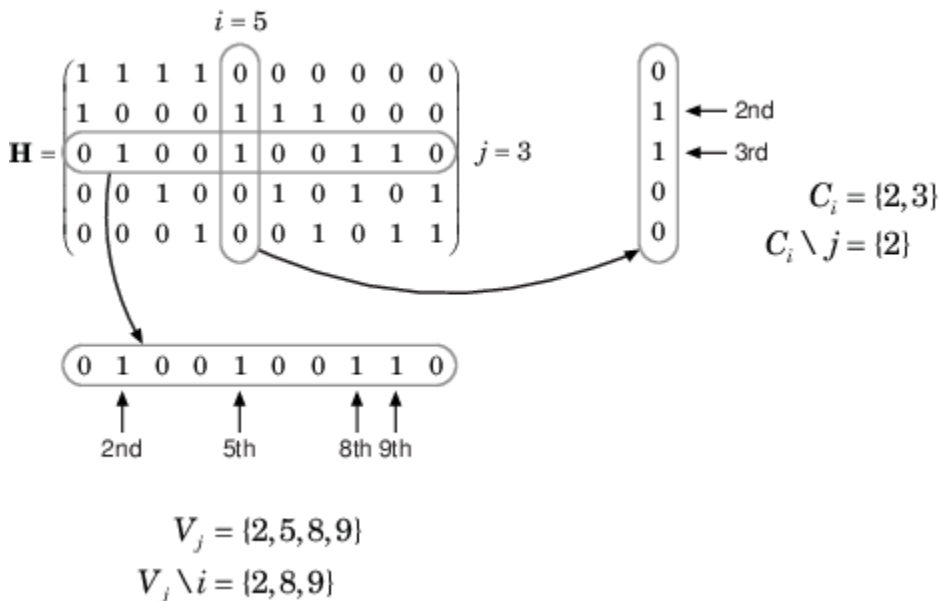 i = 5
1 1 1 1 0 0 0 0 0 0
1 0 0 0 1 1 1 0 0 0
H = 0 1 0 0 1 0 0 1 1 0 j = 3
0 0 1 0 0 1 0 1 0 1
0 0 0 1 0 0 1 0 1 1
0
1 2nd
1 3rd
0
0
C_i = {2,3}
C_i \ j = {2}
0 1 0 0 1 0 0 1 1 0
2nd 5th 8th 9th
V_j = {2,5,8,9}
V_j \ i = {2,8,9}